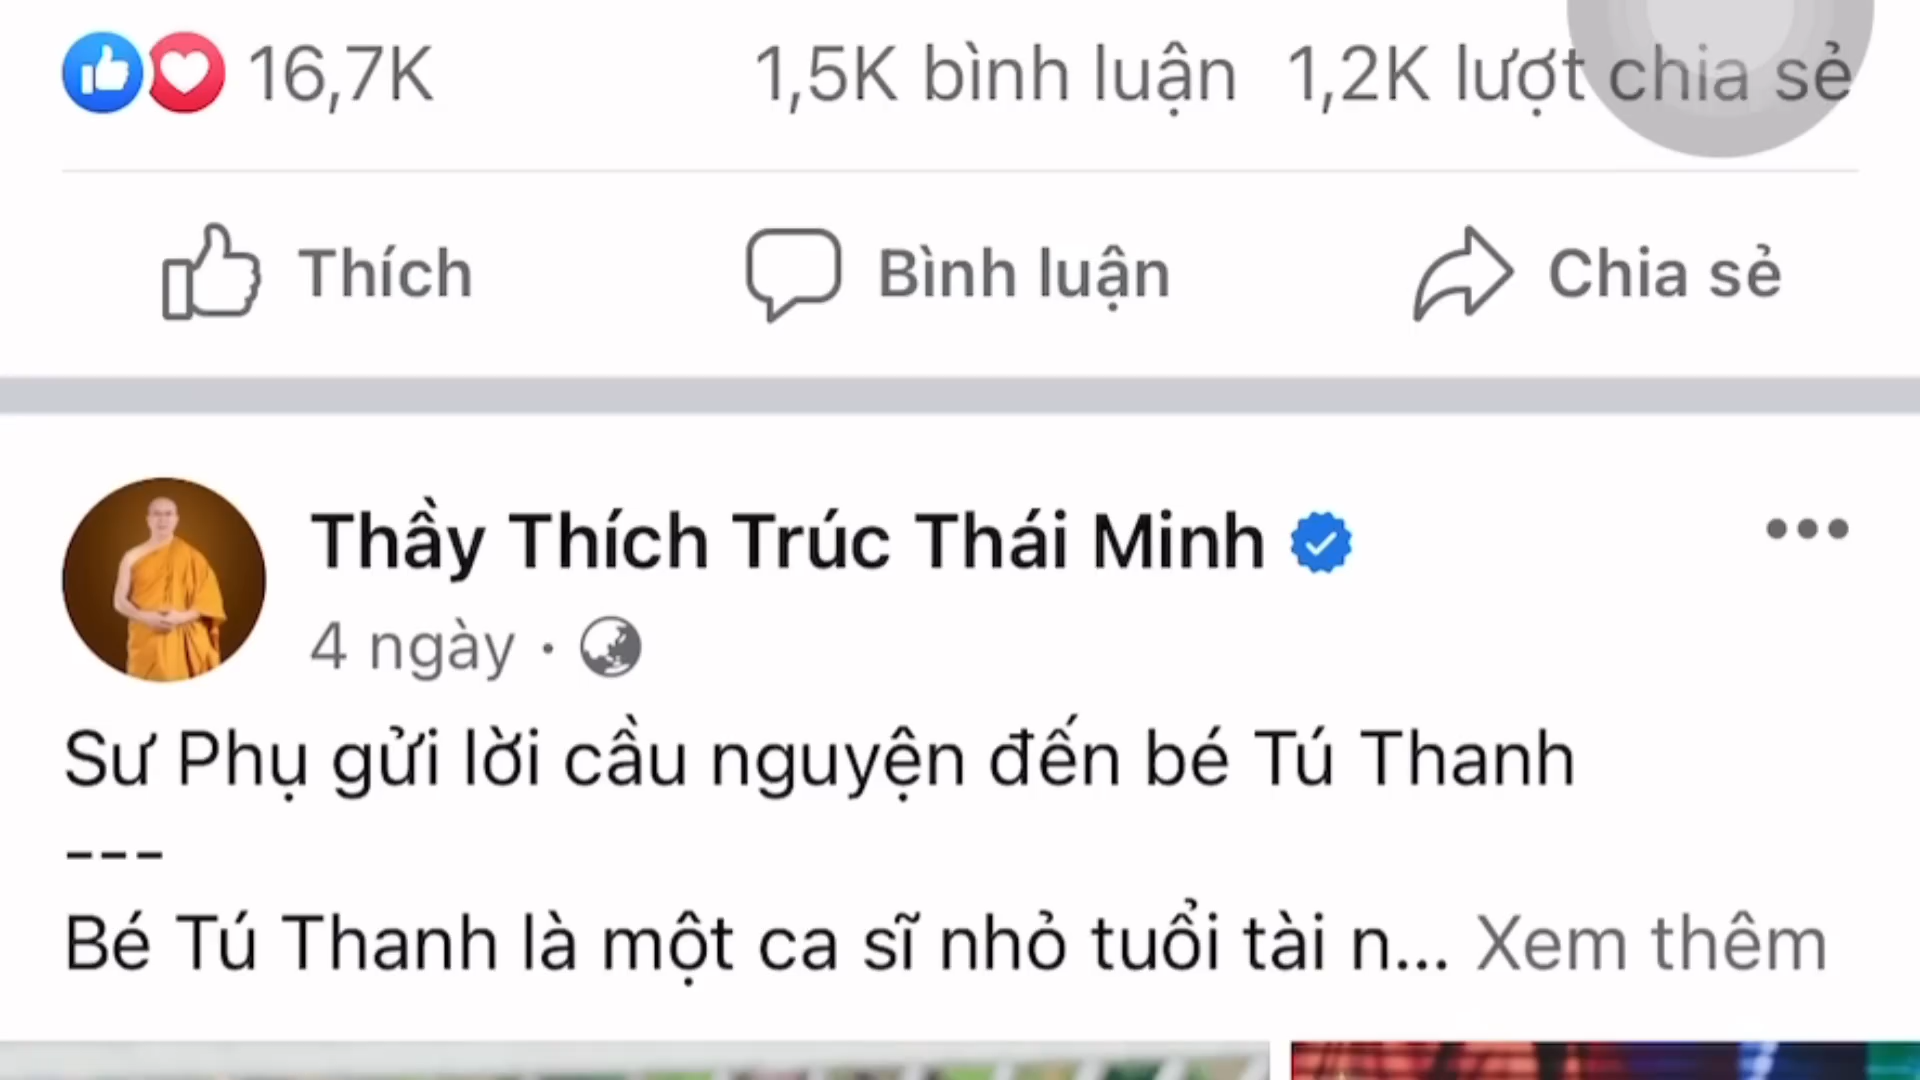 16,7K 1,5K bình luận 1,2K lượt chia sẻ
Thích Bình luận Chia sẻ
Thầy Thích Trúc Thái Minh
4 ngày ·
Sư Phụ gửi lời cầu nguyện đến bé Tú Thanh
---
Bé Tú Thanh là một ca sĩ nhỏ tuổi tài n... Xem thêm